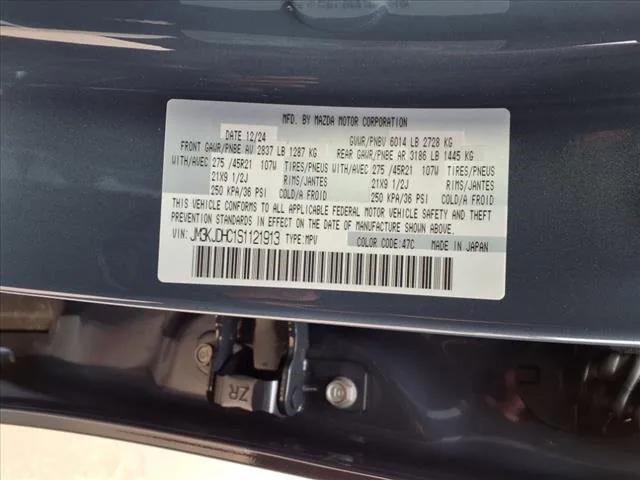 MFD. BY MAZDA MOTOR CORPORATION
DATE 12/24 GVWR/PNBV 6014 LB 2728 KG
FRONT GAWR/PNBE AV 2837 LB 1287 KG REAR GAWR/PNBE AR 3186 LB 1445 KG
WITH/AVEC 275 /45R21 107W TIRES/PNEUS WITH/AVEC 275 /45R21 107W TIRES/PNEUS
21X9 1/2J RIMS/JANTES 21X9 1/2J RIMS/JANTES
250 KPA/36 PSI COLD/A FROID 250 KPA/36 PSI COLD/A FROID
THIS VEHICLE CONFORMS TO ALL APPLICABLE FEDERAL MOTOR VEHICLE SAFETY AND THEFT
PREVENTION STANDARDS IN EFFECT ON THE DATE OF MANUFACTURE SHOWN ABOVE.
VIN: JM3KJDHC1S1121913 TYPE:MPV COLOR CODE:47C MADE IN JAPAN
ZR